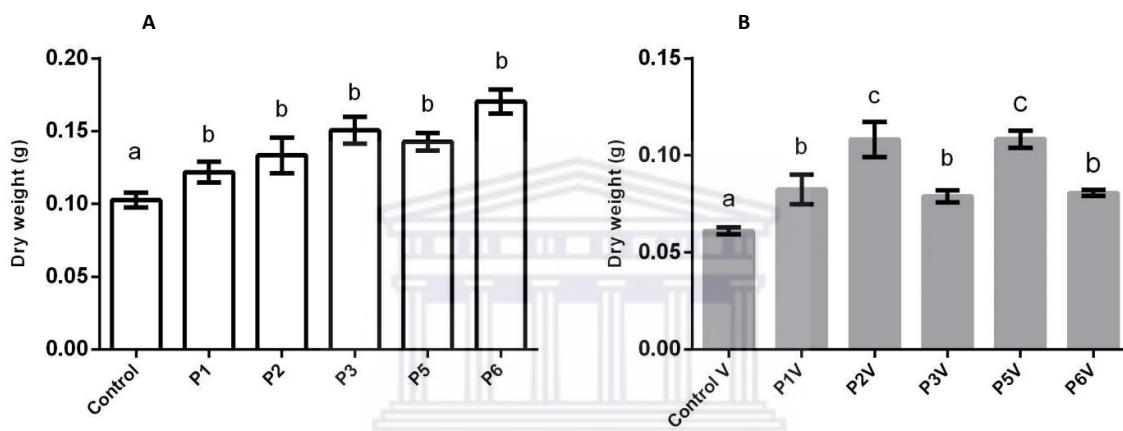 A
Dry weight (g)
0.20
0.15
0.10
0.05
0.00
a
b
b
b
b
b
Control
P1
P2
P3
P5
P6
B
Dry weight (g)
0.15
0.10
0.05
0.00
a
b
c
b
C
b
Control V
P1V
P2V
P3V
P5V
P6V